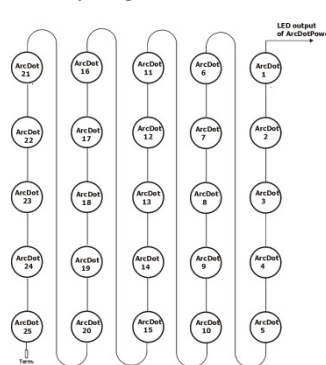 LED output
of ArcDotPowe
ArcDot
21
ArcDot
16
ArcDot
11
ArcDot
6
ArcDot
1
ArcDot
22
ArcDot
17
ArcDot
12
ArcDot
7
ArcDot
2
ArcDot
23
ArcDot
18
ArcDot
13
ArcDot
8
ArcDot
3
ArcDot
24
ArcDot
19
ArcDot
14
ArcDot
9
ArcDot
4
ArcDot
25
ArcDot
20
ArcDot
15
ArcDot
10
ArcDot
5
Term.